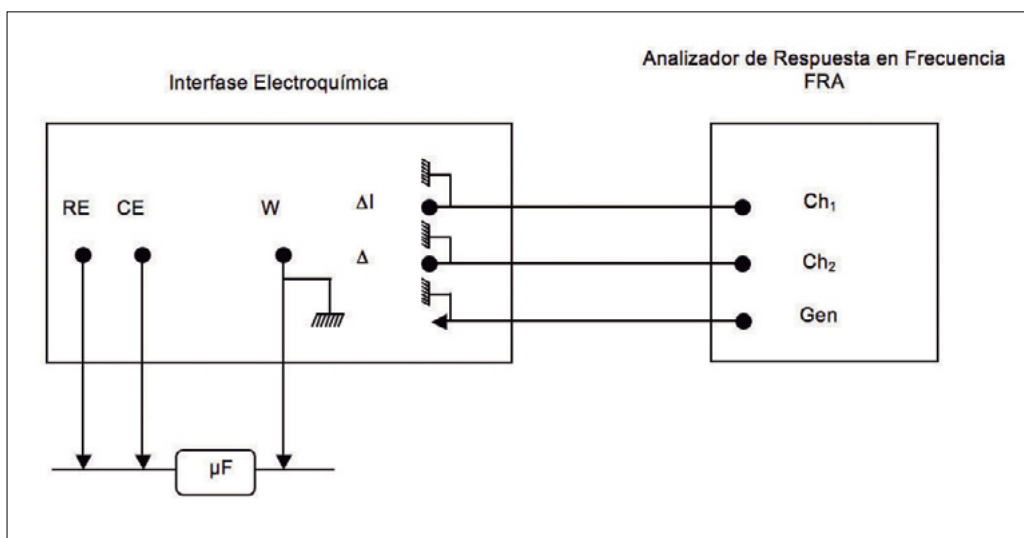 Interfase Electroquímica
Analizador de Respuesta en Frecuencia
FRA
RE CE W
ΔI
Δ
Ch₁
Ch₂
Gen
µF